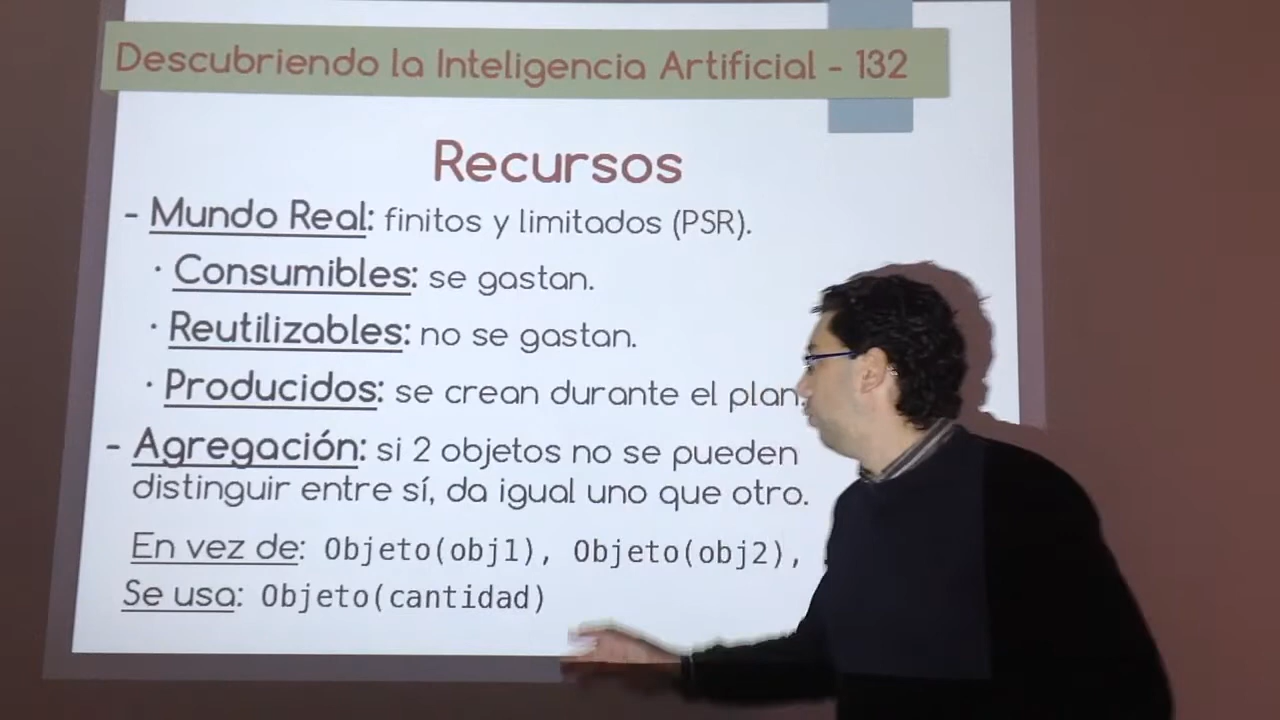 Descubriendo la Inteligencia Artificial - 132
Recursos
- Mundo Real: finitos y limitados (PSR).
· Consumibles: se gastan.
· Reutilizables: no se gastan.
· Producidos: se crean durante el plan.
- Agregación: si 2 objetos no se pueden
distinguir entre sí, da igual uno que otro.
En vez de: Objeto(obj1), Objeto(obj2),
Se usa: Objeto(cantidad)